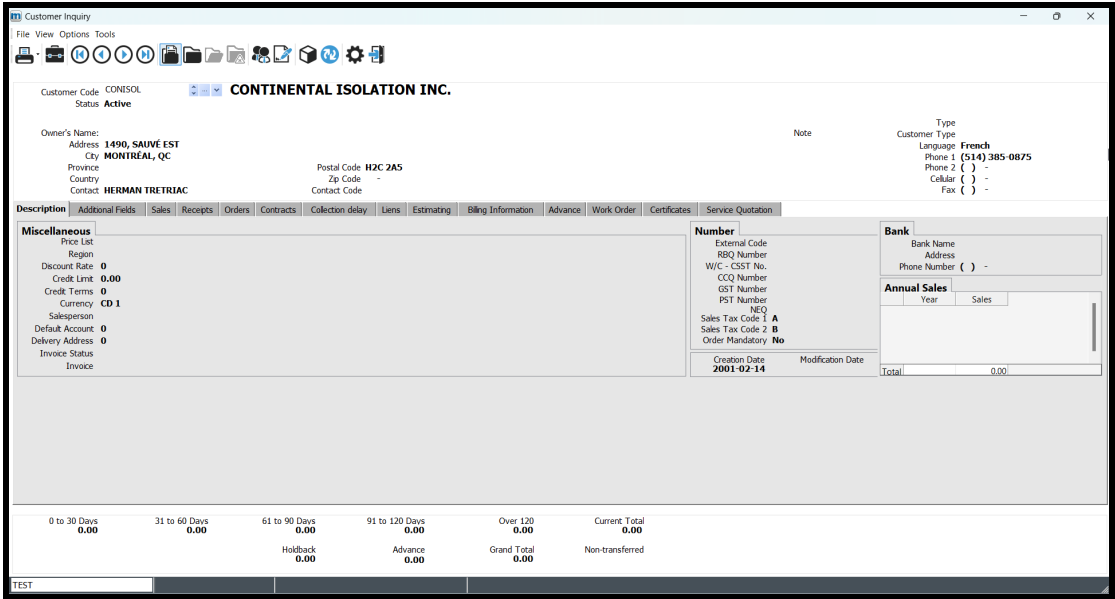 m Customer Inquiry
File View Options Tools
Customer Code CONISOL ... CONTINENTAL ISOLATION INC.
Status Active
Type
Owner's Name: Note Customer Type
Address 1490, SAUVÉ EST Language French
City MONTRÉAL, QC Phone 1 (514) 385-0875
Province Postal Code H2C 2A5 Phone 2 ( ) -
Country Zip Code - Cellular ( ) -
Contact HERMAN TRETRIAC Contact Code Fax ( ) -
Description Additional Fields Sales Receipts Orders Contracts Collection delay Liens Estimating Billing Information Advance Work Order Certificates Service Quotation
Miscellaneous
Price List
Region
Discount Rate 0
Credit Limit 0.00
Credit Terms 0
Currency CD 1
Salesperson
Default Account 0
Delivery Address 0
Invoice Status
Invoice
Number
External Code
RBQ Number
W/C - CSST No.
CCQ Number
GST Number
PST Number
NEQ
Sales Tax Code 1 A
Sales Tax Code 2 B
Order Mandatory No
Creation Date Modification Date
2001-02-14
Bank
Bank Name
Address
Phone Number ( ) -
Annual Sales
Year Sales
Total 0.00
0 to 30 Days 31 to 60 Days 61 to 90 Days 91 to 120 Days Over 120 Current Total
0.00 0.00 0.00 0.00 0.00 0.00
Holdback Advance Grand Total Non-transferred
0.00 0.00 0.00
TEST